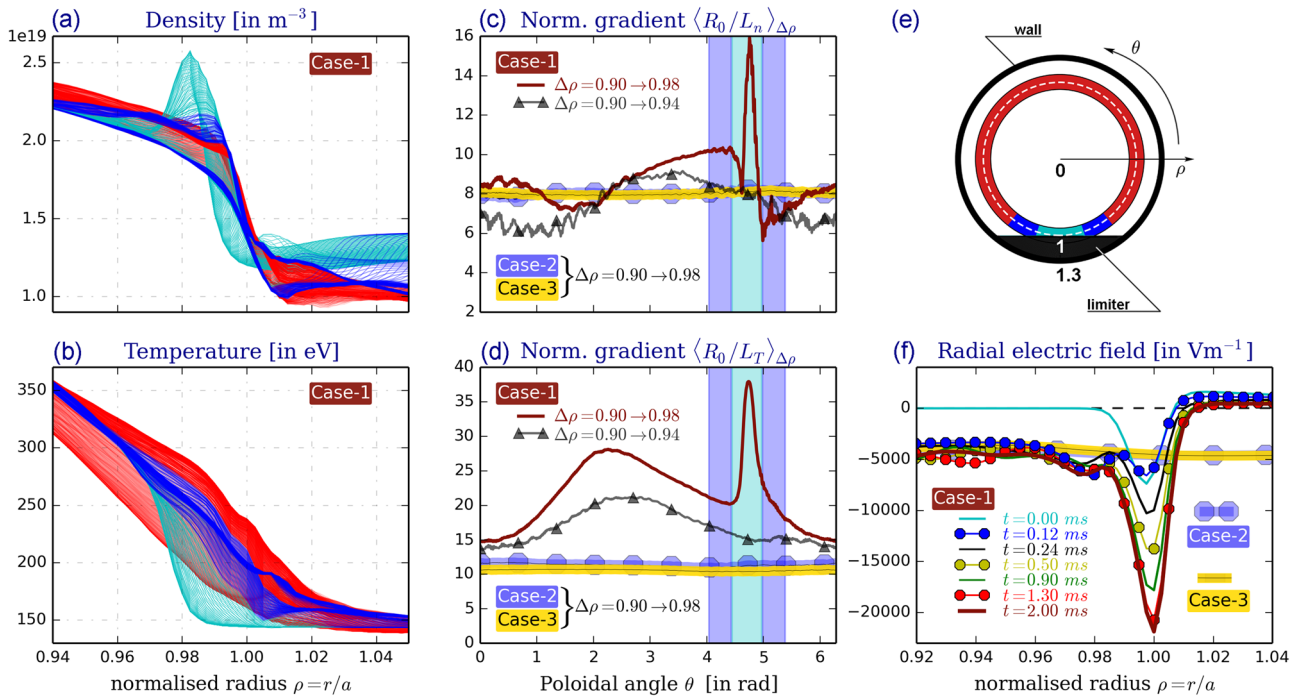 (a) Density [in m⁻³]
1e19
Case-1
2.5
2.0
1.5
1.0
(b) Temperature [in eV]
Case-1
350
300
250
200
150
0.94 0.96 0.98 1.00 1.02 1.04
normalised radius ρ=r/a
(c) Norm. gradient ⟨R₀/Lₙ⟩Δρ
16
14
12
10
8
6
4
2
Case-1
Δρ=0.90→0.98
Δρ=0.90→0.94
Case-2
Case-3
}Δρ=0.90→0.98
(d) Norm. gradient ⟨R₀/L_T⟩Δρ
40
35
30
25
20
15
10
5
0
Case-1
Δρ=0.90→0.98
Δρ=0.90→0.94
Case-2
Case-3
}Δρ=0.90→0.98
0 1 2 3 4 5 6
Poloidal angle θ [in rad]
(e)
wall
θ
ρ
0
1
1.3
limiter
(f) Radial electric field [in Vm⁻¹]
0
−5000
−10000
−15000
−20000
Case-1
t=0.00 ms
t=0.12 ms
t=0.24 ms
t=0.50 ms
t=0.90 ms
t=1.30 ms
t=2.00 ms
Case-2
Case-3
0.92 0.94 0.96 0.98 1.00 1.02 1.04
normalised radius ρ=r/a